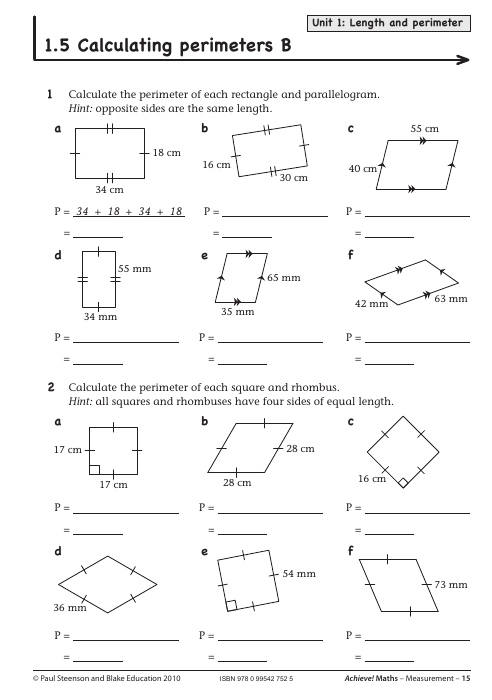 Unit 1: Length and perimeter
1.5 Calculating perimeters B
1 Calculate the perimeter of each rectangle and parallelogram.
Hint: opposite sides are the same length.
a
18 cm
34 cm
b
16 cm
30 cm
c
55 cm
40 cm
P = 34 + 18 + 34 + 18
P =
P =
=
=
=
d
55 mm
34 mm
e
65 mm
35 mm
f
42 mm
63 mm
P =
P =
P =
=
=
=
2 Calculate the perimeter of each square and rhombus.
Hint: all squares and rhombuses have four sides of equal length.
a
17 cm
17 cm
b
28 cm
28 cm
c
16 cm
P =
P =
P =
=
=
=
d
36 mm
e
54 mm
f
73 mm
P =
P =
P =
=
=
=
© Paul Steenson and Blake Education 2010
ISBN 978 0 99542 752 5
Achieve! Maths – Measurement – 15